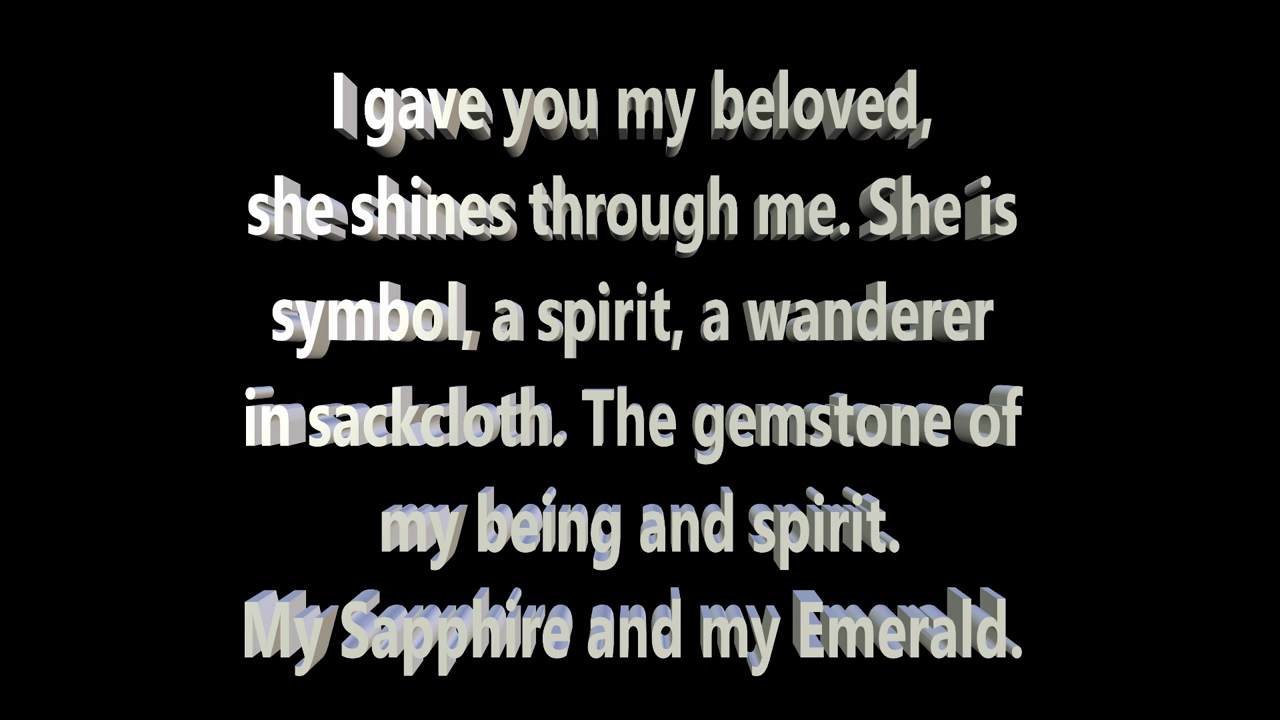 I gave you my beloved,
she shines through me. She is
symbol, a spirit, a wanderer
in sackcloth. The gemstone of
my being and spirit.
My Sapphire and my Emerald.